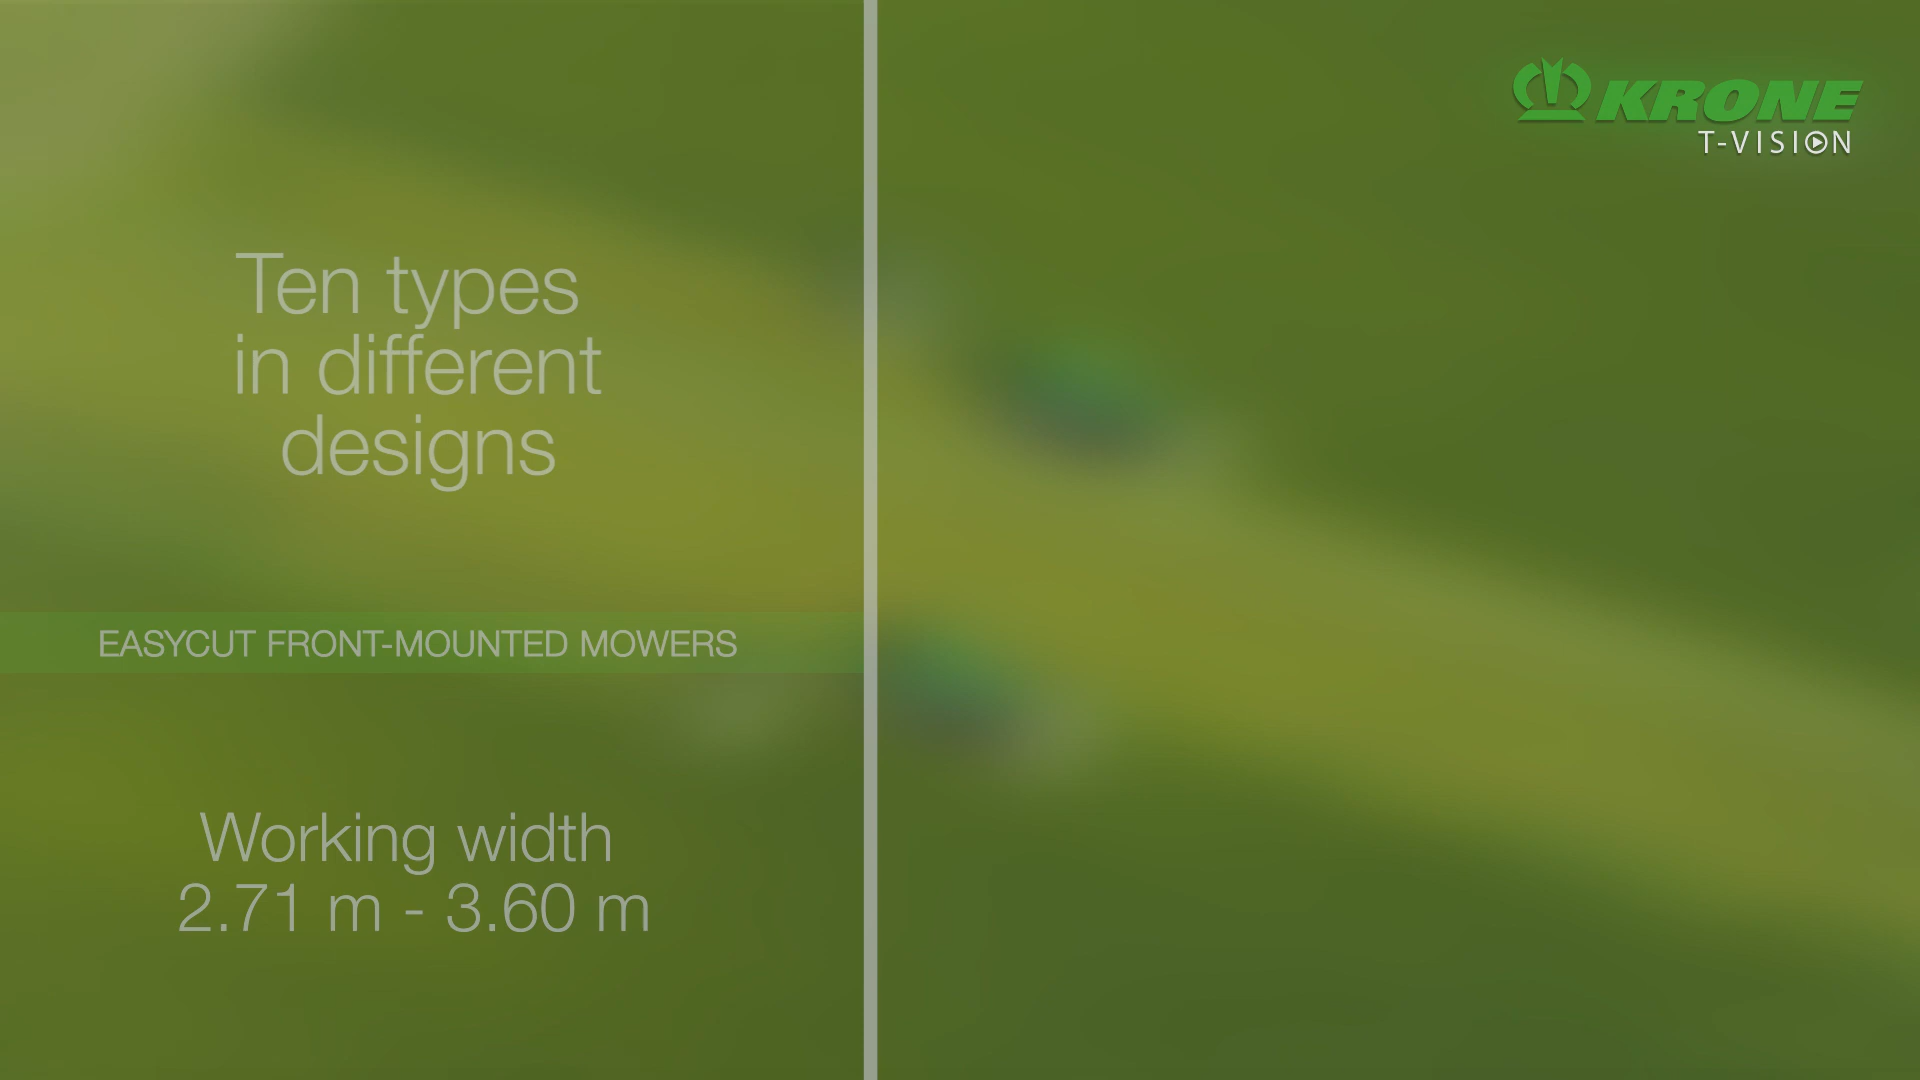 KRONE
T-VISION
Ten types
in different
designs
EASYCUT FRONT-MOUNTED MOWERS
Working width
2.71 m - 3.60 m